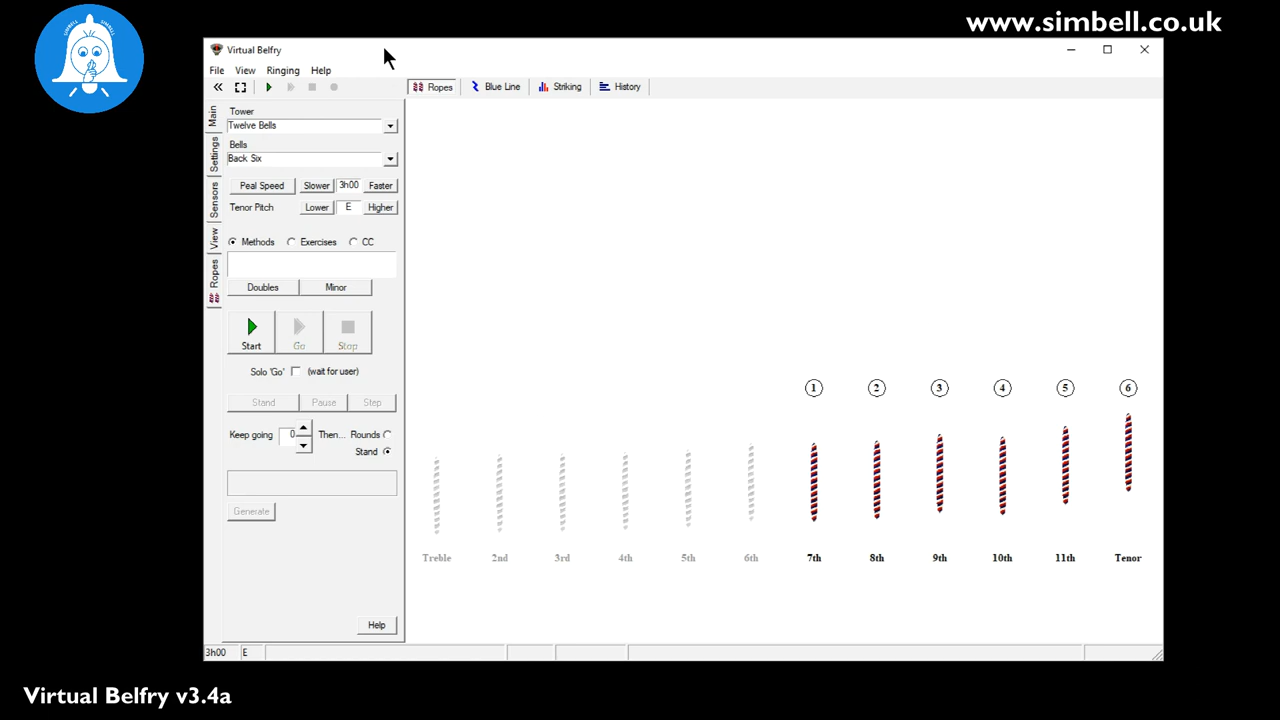 www.simbell.co.uk
SIMBELL SIMBELL
Virtual Belfry
File View Ringing Help
Ropes Blue Line Striking History
Main
Settings
Sensors
View
Ropes
Tower
Twelve Bells
Bells
Back Six
Peal Speed Slower 3h00 Faster
Tenor Pitch Lower E Higher
Methods Exercises CC
Doubles Minor
Start Go Stop
Solo 'Go' (wait for user)
Stand Pause Step
Keep going 0 Then... Rounds
Stand
Generate
Help
1 2 3 4 5 6
Treble 2nd 3rd 4th 5th 6th 7th 8th 9th 10th 11th Tenor
3h00 E
Virtual Belfry v3.4a